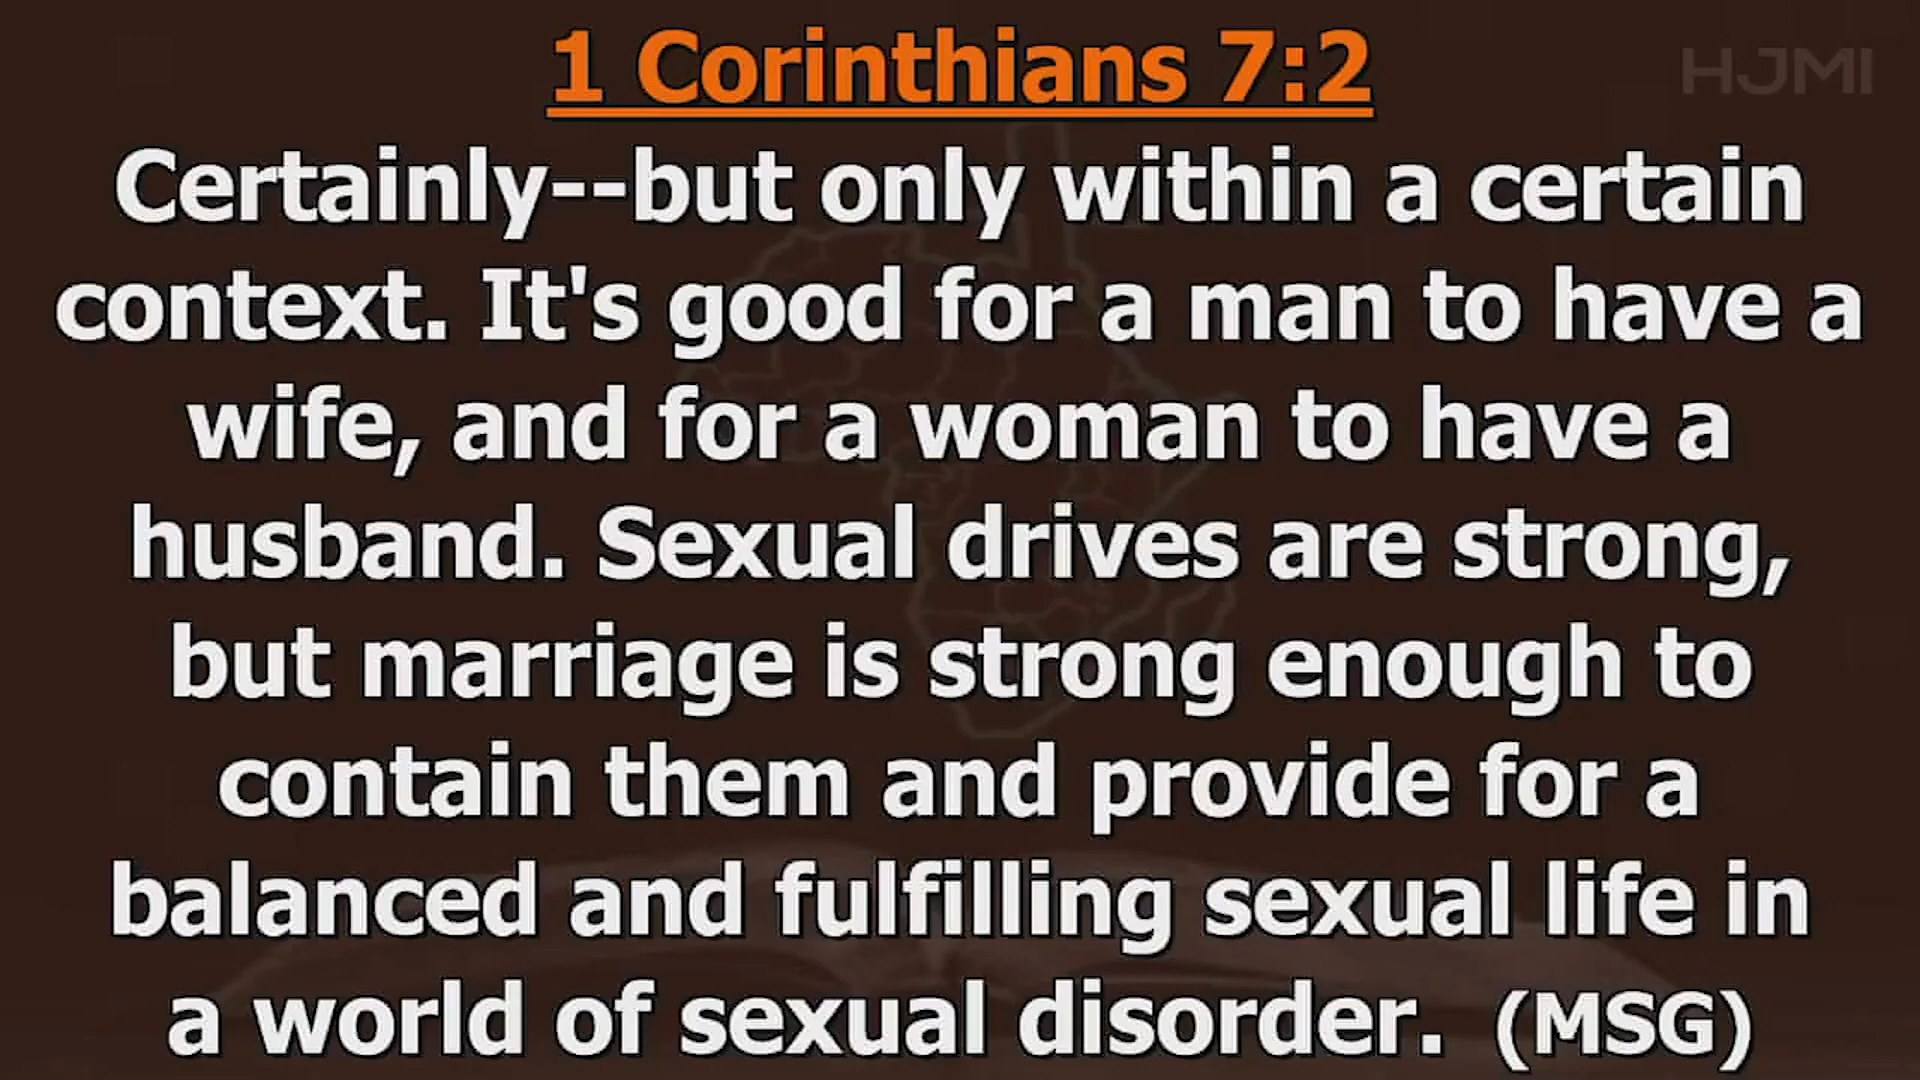 1 Corinthians 7:2
HJMI
Certainly--but only within a certain
context. It's good for a man to have a
wife, and for a woman to have a
husband. Sexual drives are strong,
but marriage is strong enough to
contain them and provide for a
balanced and fulfilling sexual life in
a world of sexual disorder. (MSG)